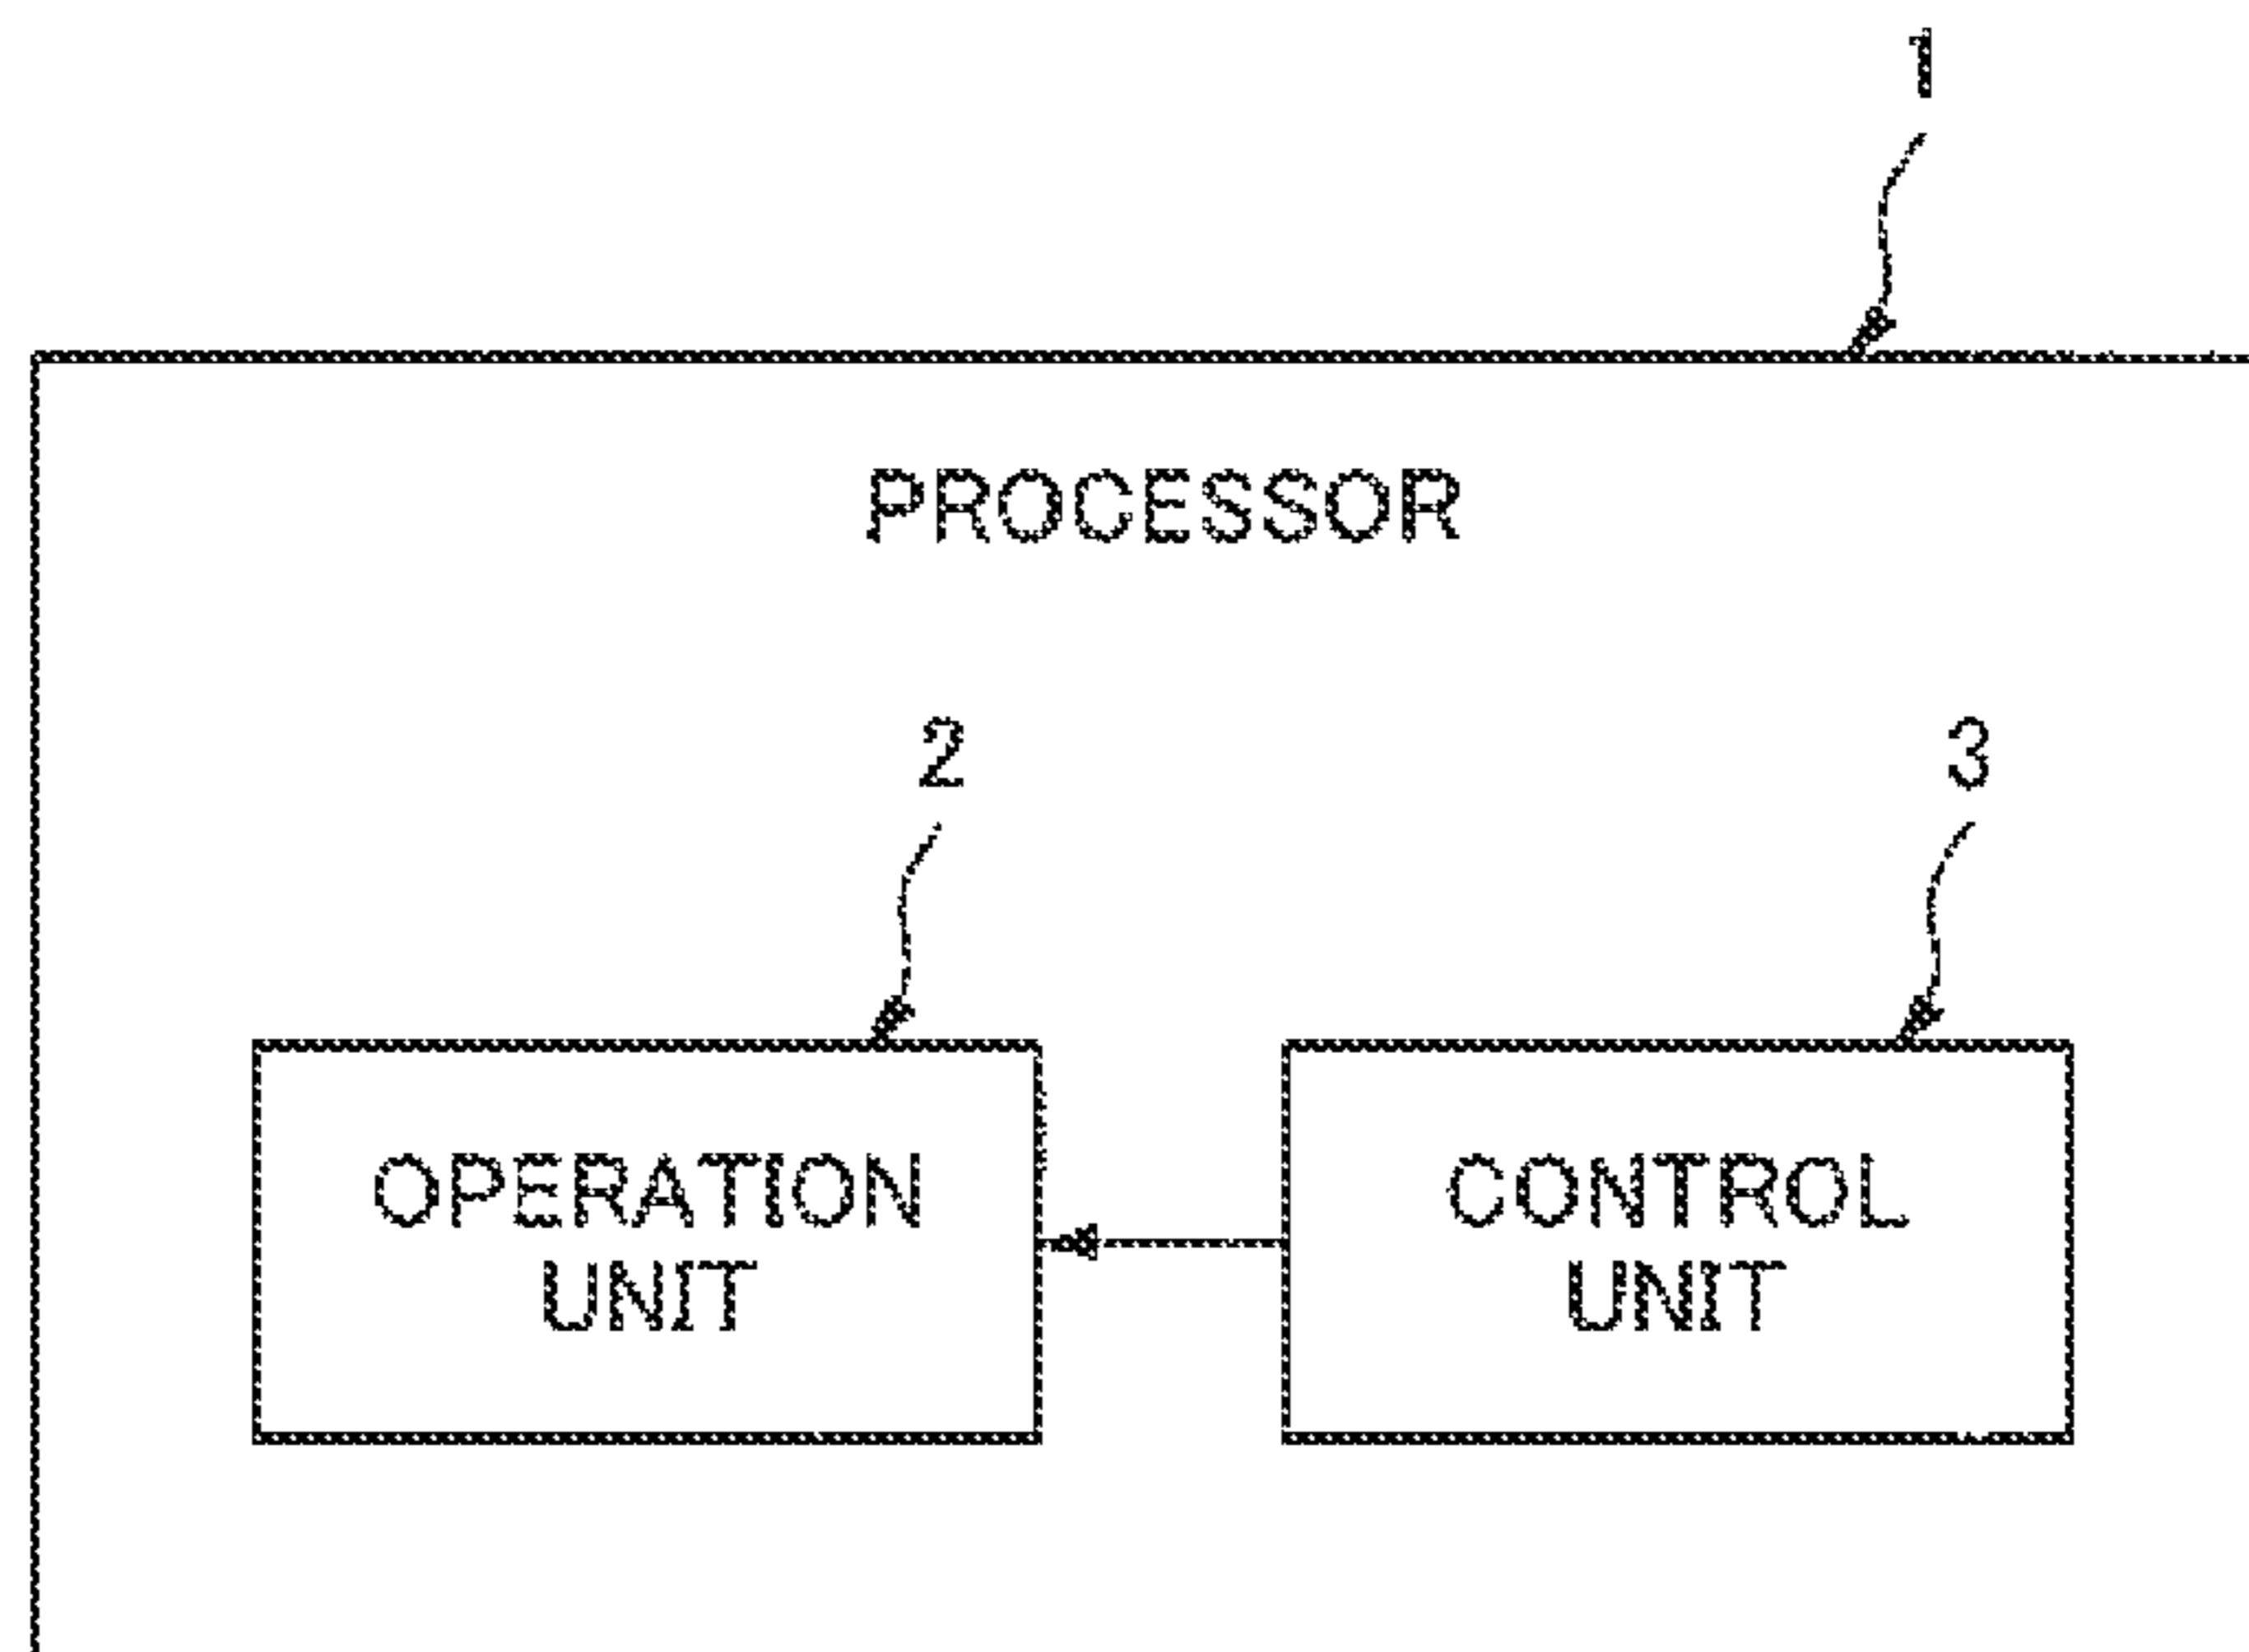 1
PROCESSOR
2
3
OPERATION
UNIT
CONTROL
UNIT